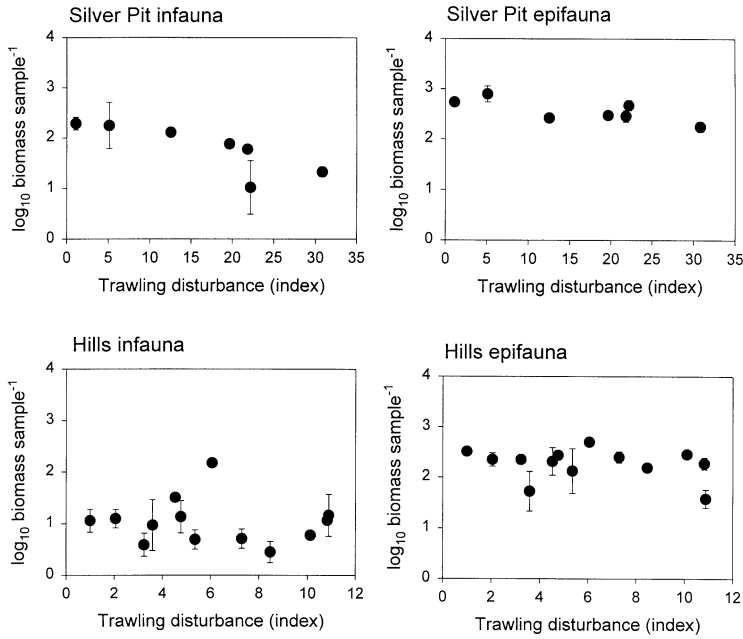 Silver Pit infauna
4
3
2
1
0
log10 biomass sample-1
0 5 10 15 20 25 30 35
Trawling disturbance (index)
Silver Pit epifauna
4
3
2
1
0
log10 biomass sample-1
0 5 10 15 20 25 30 35
Trawling disturbance (index)
Hills infauna
4
3
2
1
0
log10 biomass sample-1
0 2 4 6 8 10 12
Trawling disturbance (index)
Hills epifauna
4
3
2
1
0
log10 biomass sample-1
0 2 4 6 8 10 12
Trawling disturbance (index)